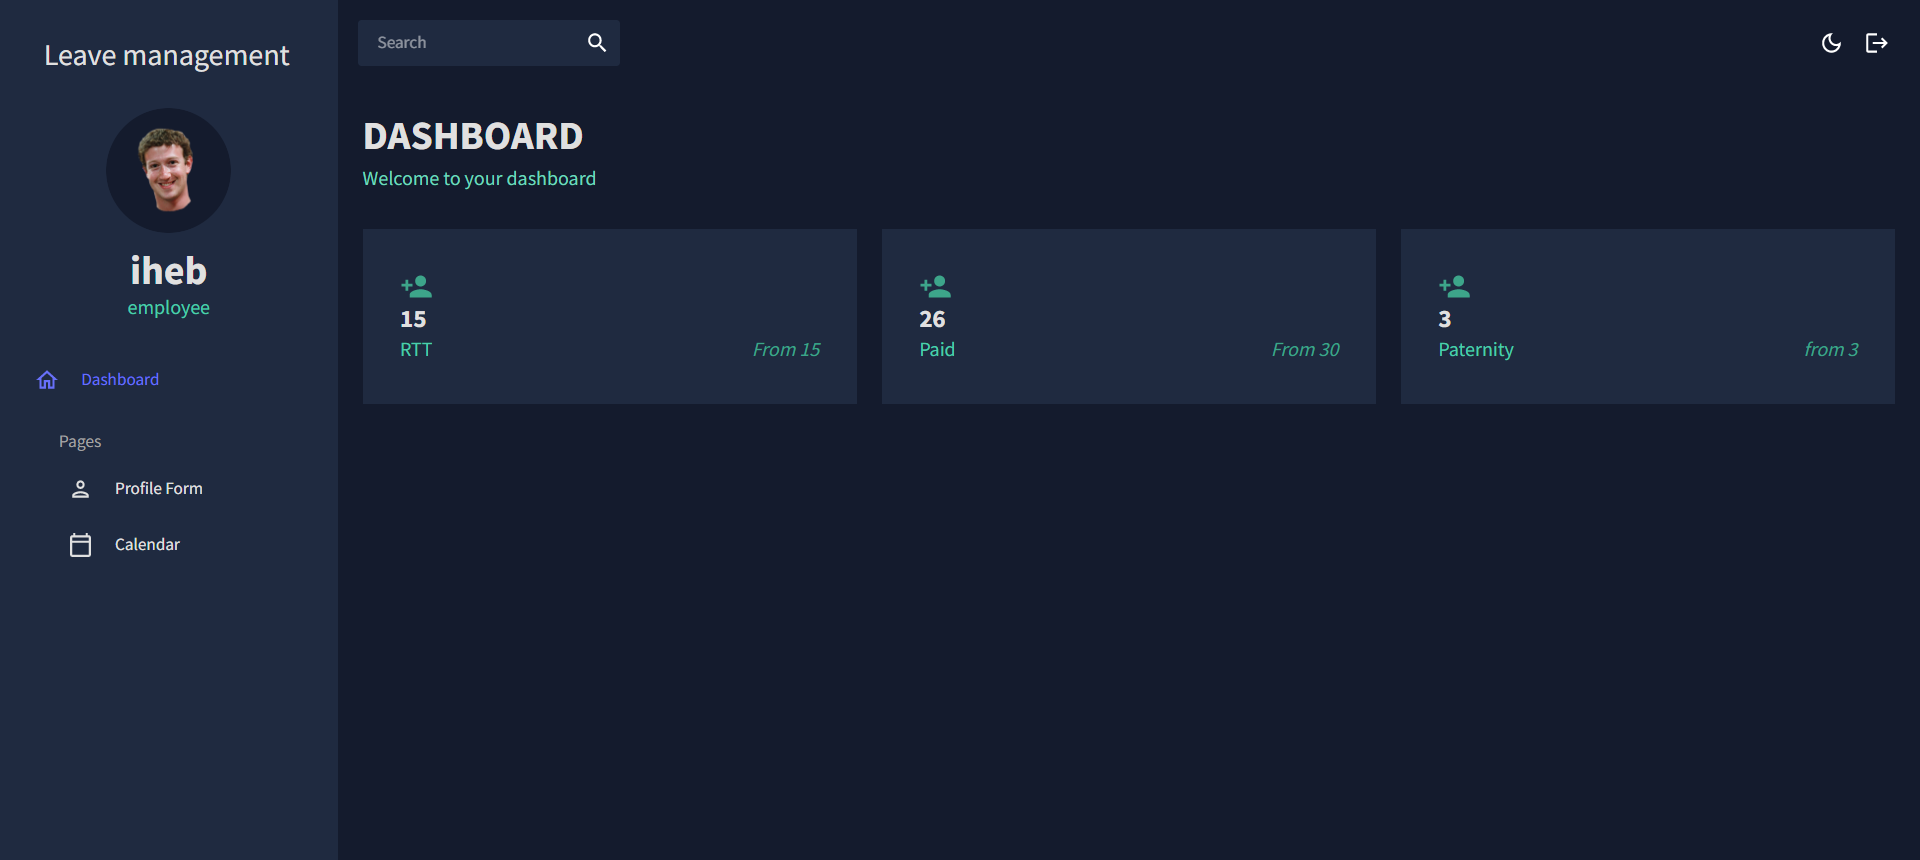 Leave management
iheb
employee
Dashboard
Pages
Profile Form
Calendar
Search
DASHBOARD
Welcome to your dashboard
15
RTT
From 15
26
Paid
From 30
3
Paternity
from 3